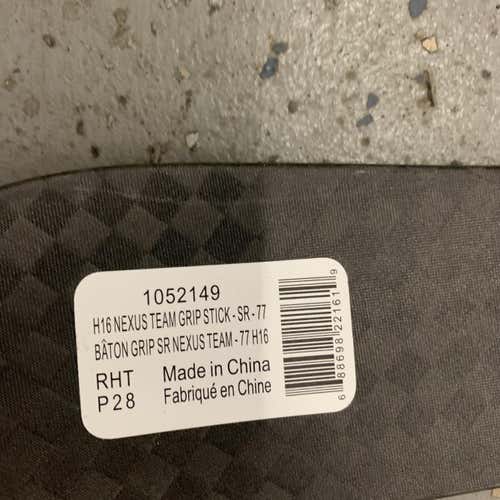 1052149
H16 NEXUS TEAM GRIP STICK - SR - 77
BÂTON GRIP SR NEXUS TEAM - 77 H16
RHT Made in China
P28 Fabriqué en Chine
6 88698 22161 9